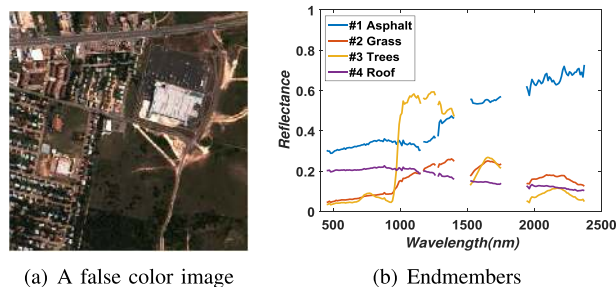 1
0.8
0.6
0.4
0.2
0
Reflectance
#1 Asphalt
#2 Grass
#3 Trees
#4 Roof
500 1000 1500 2000 2500
Wavelength(nm)
(a) A false color image
(b) Endmembers